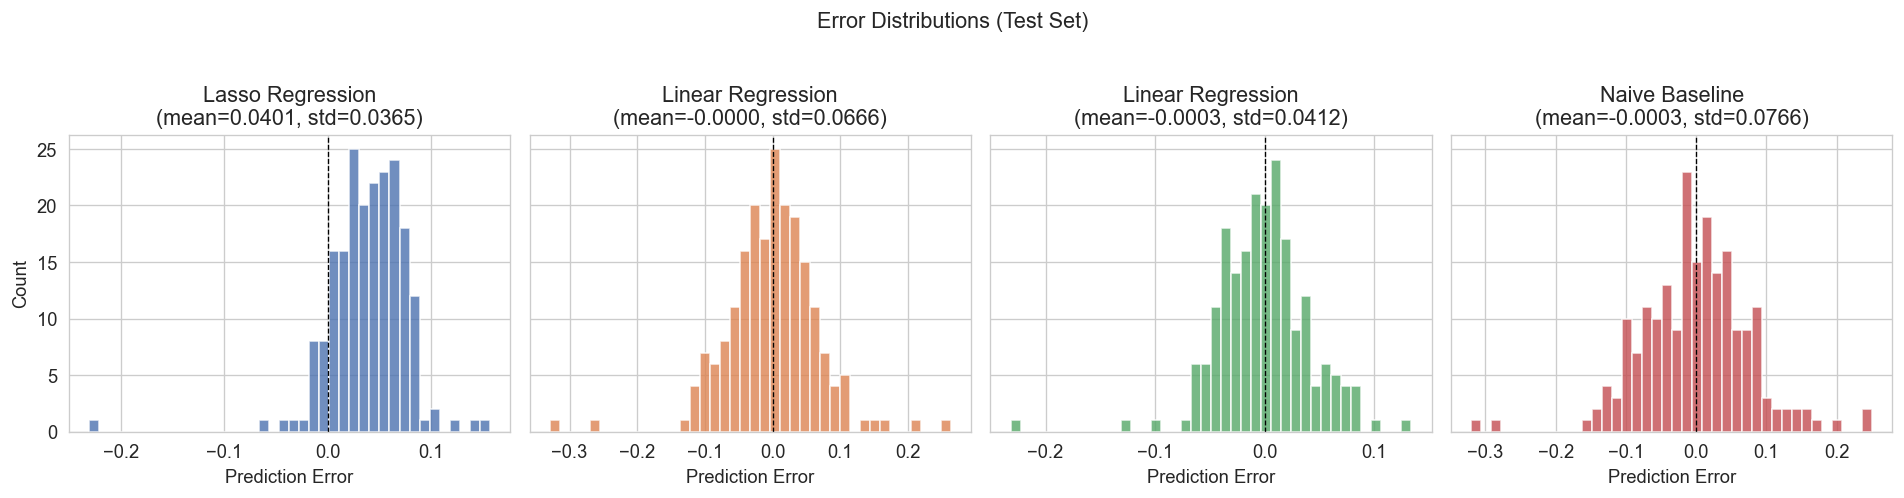 Error Distributions (Test Set)
Lasso Regression
(mean=0.0401, std=0.0365)
Linear Regression
(mean=-0.0000, std=0.0666)
Linear Regression
(mean=-0.0003, std=0.0412)
Naive Baseline
(mean=-0.0003, std=0.0766)
Count
25
20
15
10
5
0
−0.2 −0.1 0.0 0.1
Prediction Error
−0.3 −0.2 −0.1 0.0 0.1 0.2
Prediction Error
−0.2 −0.1 0.0 0.1
Prediction Error
−0.3 −0.2 −0.1 0.0 0.1 0.2
Prediction Error